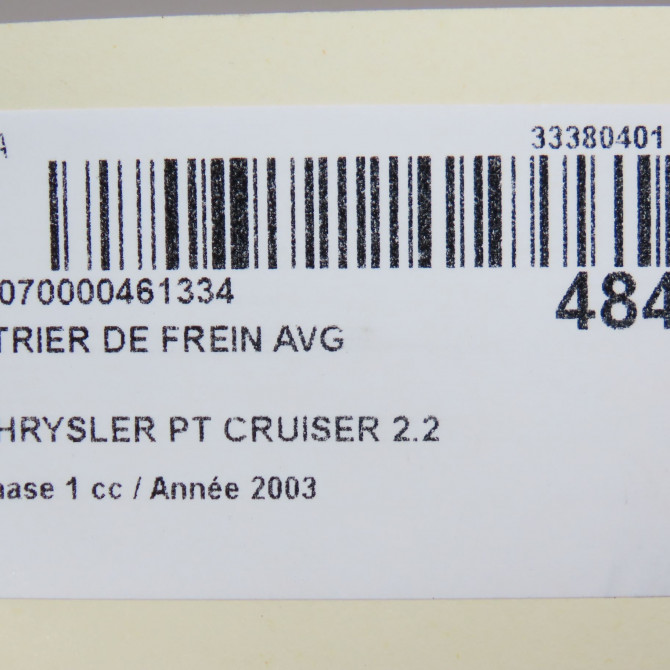 A 33380401
070000461334
484
TRIER DE FREIN AVG
HRYSLER PT CRUISER 2.2
hase 1 cc / Année 2003